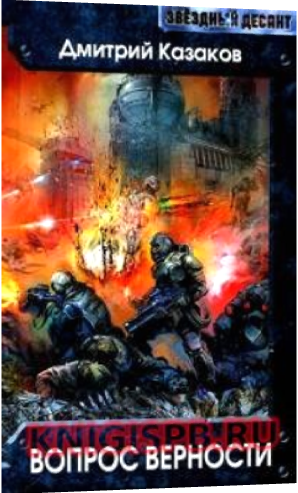 ЗВЁЗДНЫЙ ДЕСАНТ
Дмитрий Казаков
KNIGISPB.RU
ВОПРОС ВЕРНОСТИ